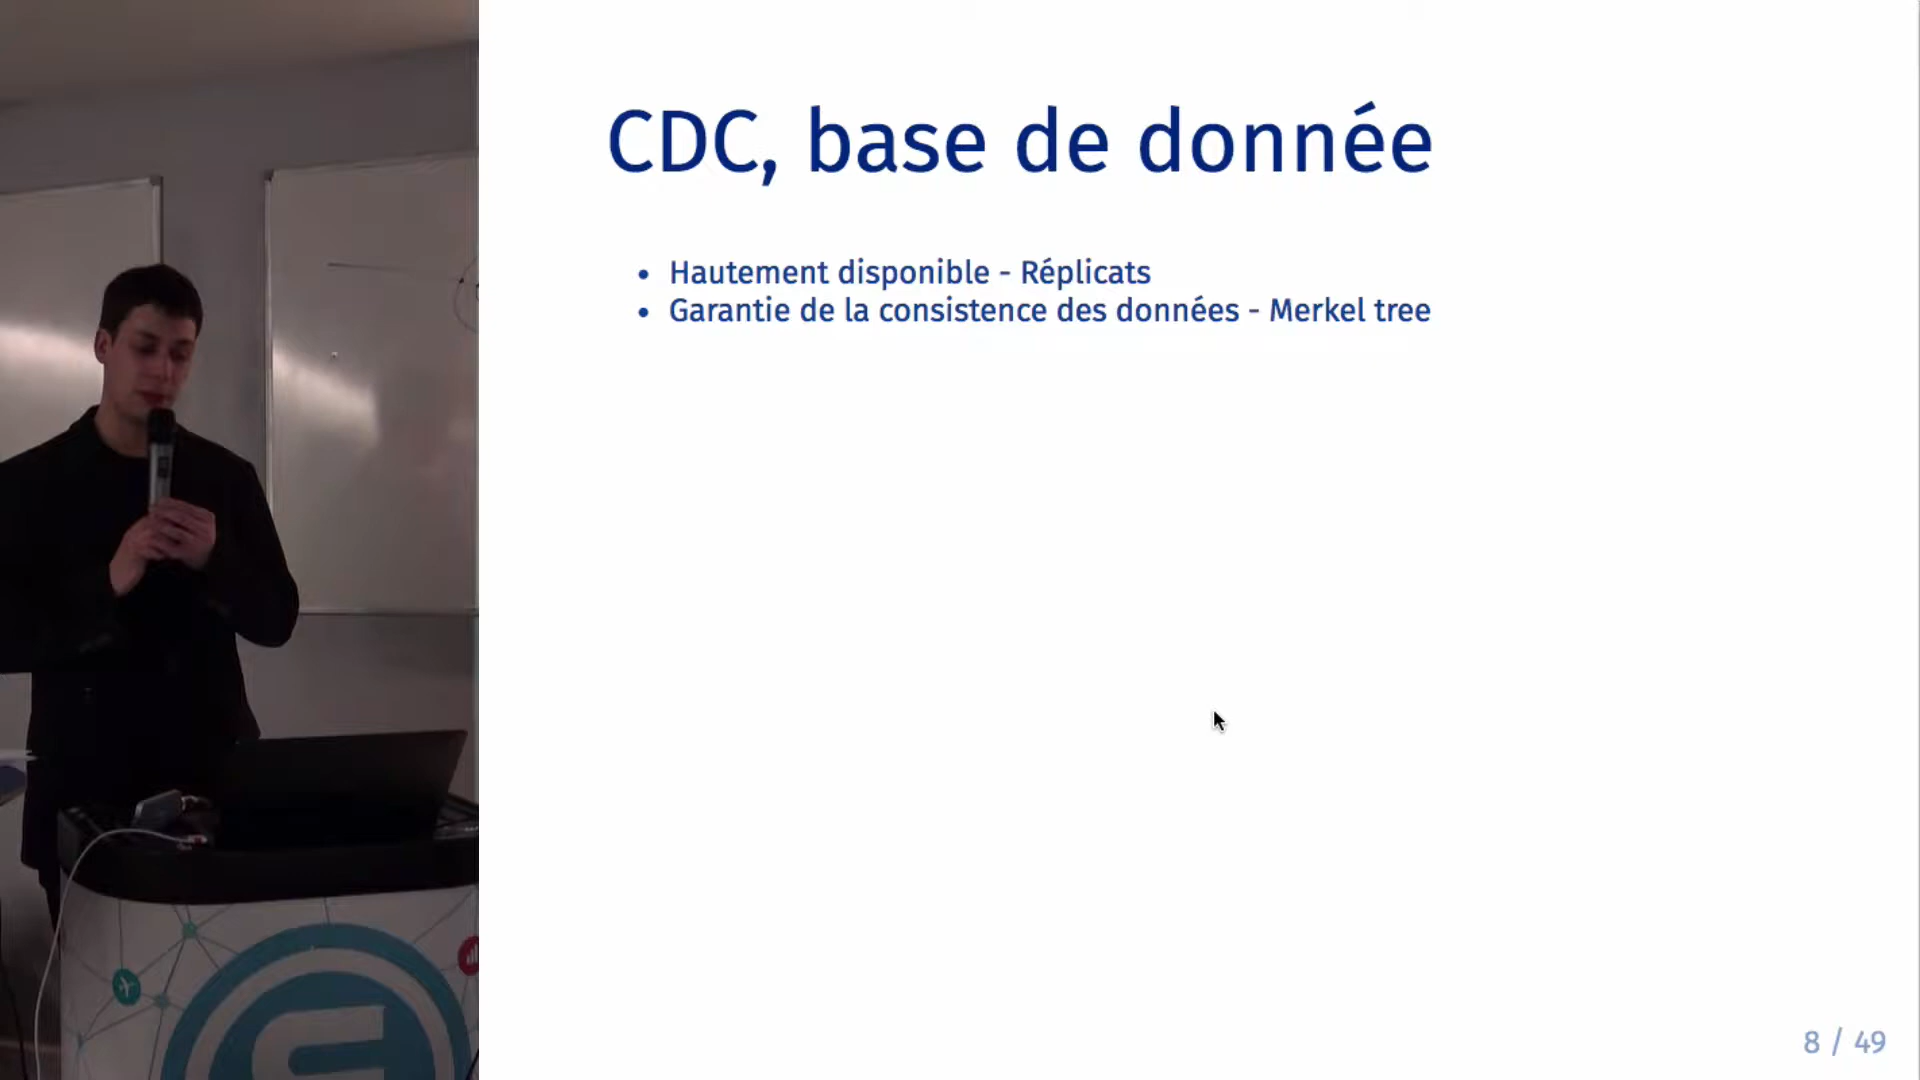 CDC, base de donnée
• Hautement disponible - Réplicats
• Garantie de la consistence des données - Merkel tree
8 / 49